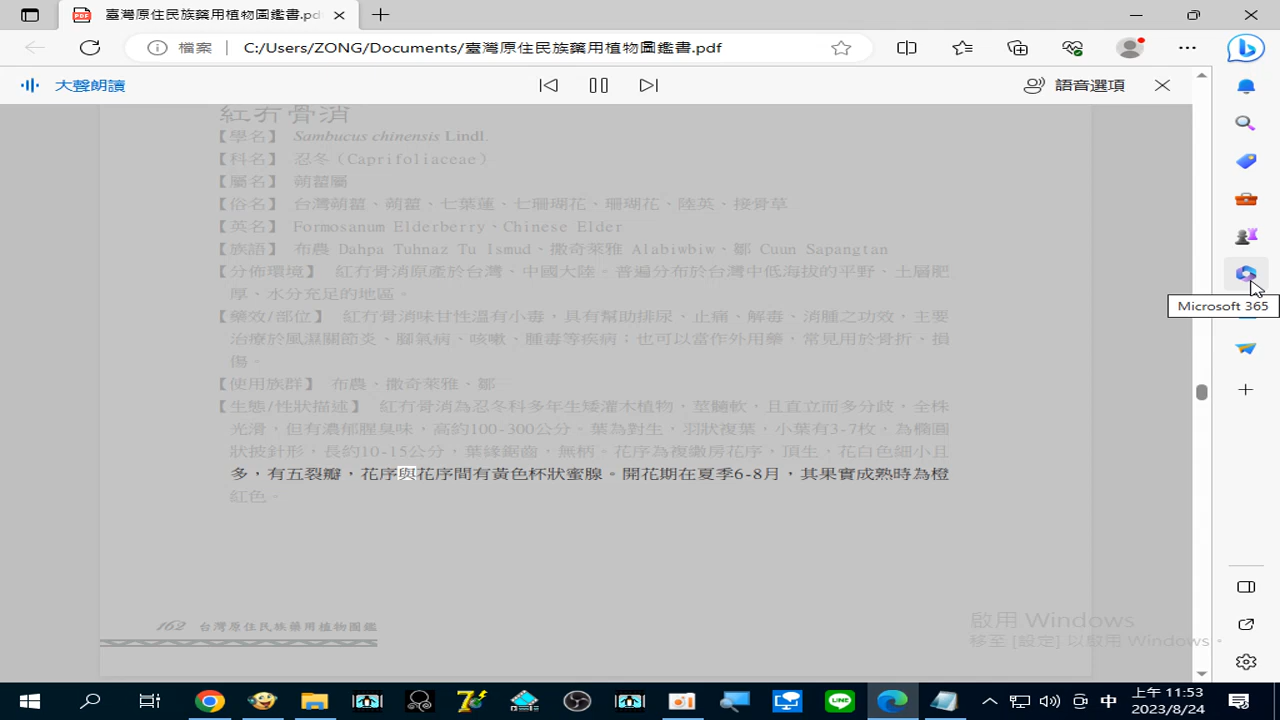 臺灣原住民族藥用植物圖鑑書.pdf
檔案
C:/Users/ZONG/Documents/臺灣原住民族藥用植物圖鑑書.pdf
大聲朗讀
語音選項
紅冇骨消
【學名】 Sambucus chinensis Lindl.
【科名】 忍冬（Caprifoliaceae）
【屬名】 蒴藋屬
【俗名】 台灣蒴藋、蒴藋、七葉蓮、七珊瑚花、珊瑚花、陸英、接骨草
【英名】 Formosanum Elderberry、Chinese Elder
【族語】 布農 Dahpa Tuhnaz Tu Ismud、撒奇萊雅 Alabiwbiw、鄒 Cuun Sapangtan
【分佈環境】 紅冇骨消原產於台灣、中國大陸。普遍分布於台灣中低海拔的平野、土層肥
厚、水分充足的地區。
【藥效/部位】 紅冇骨消味甘性溫有小毒，具有幫助排尿、止痛、解毒、消腫之功效，主要
治療於風濕關節炎、腳氣病、咳嗽、腫毒等疾病；也可以當作外用藥，常見用於骨折、損
傷。
【使用族群】 布農、撒奇萊雅、鄒
【生態/性狀描述】 紅冇骨消為忍冬科多年生矮灌木植物，莖髓軟，且直立而多分歧，全株
光滑，但有濃郁腥臭味，高約100-300公分。葉為對生，羽狀複葉，小葉有3-7枚，為橢圓
狀披針形，長約10-15公分，葉緣鋸齒，無柄。花序為複繖房花序，頂生，花白色細小且
多，有五裂瓣，花序與花序間有黃色杯狀蜜腺。開花期在夏季6-8月，其果實成熟時為橙
紅色。
162 台灣原住民族藥用植物圖鑑
Microsoft 365
啟用 Windows
移至 [設定] 以啟用 Windows。
中
上午 11:53
2023/8/24